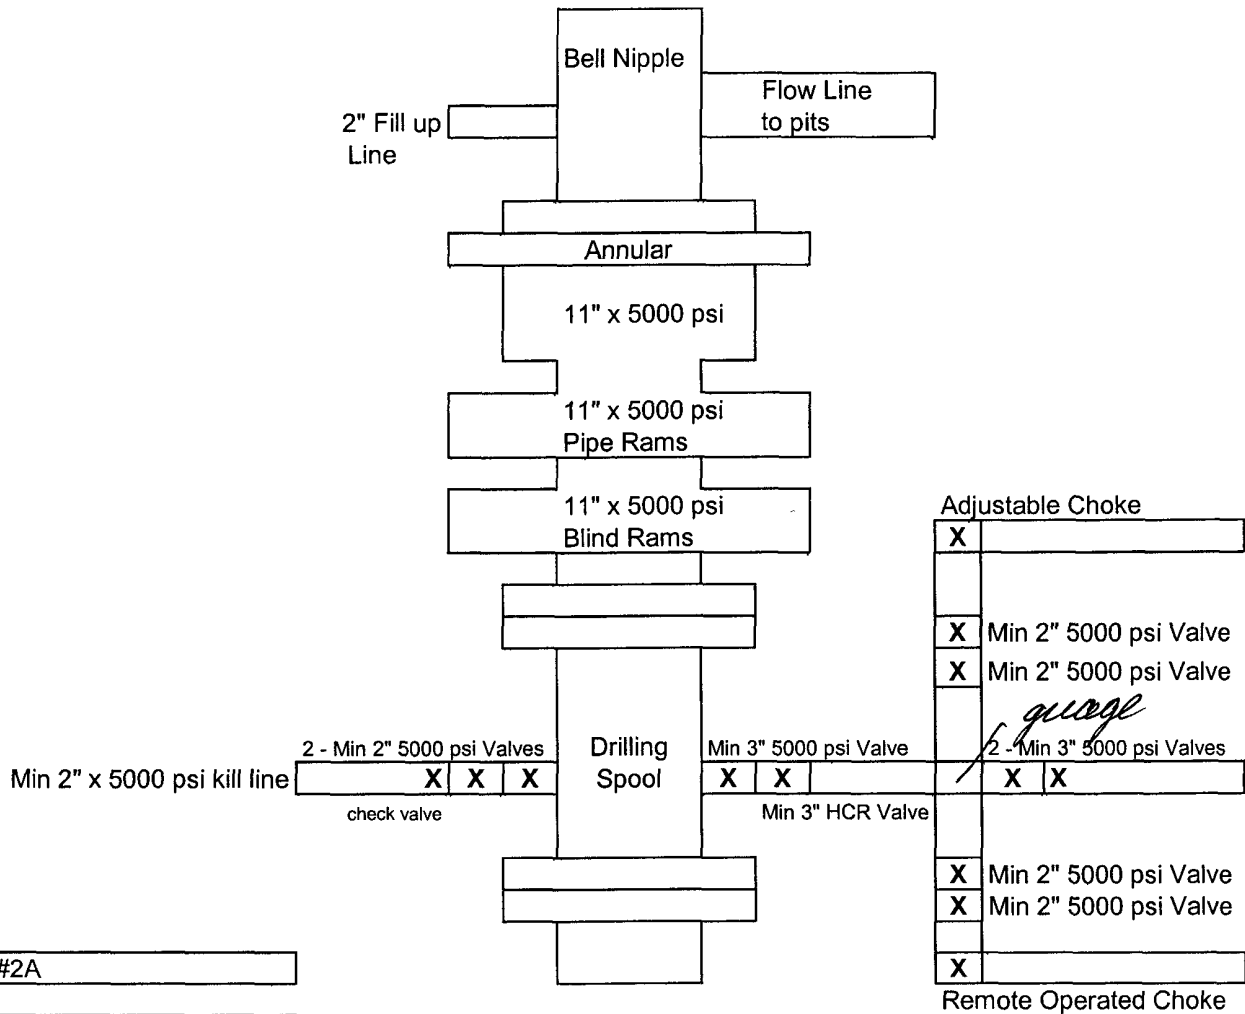 Bell Nipple
Flow Line
to pits
2" Fill up
Line
Annular
11" x 5000 psi
11" x 5000 psi
Pipe Rams
11" x 5000 psi
Blind Rams
Adjustable Choke
X
X Min 2" 5000 psi Valve
X Min 2" 5000 psi Valve
guage
2 - Min 2" 5000 psi Valves
Drilling
Spool
Min 3" 5000 psi Valve
2 - Min 3" 5000 psi Valves
Min 2" x 5000 psi kill line
X X X
X X
X X
check valve
Min 3" HCR Valve
X Min 2" 5000 psi Valve
X Min 2" 5000 psi Valve
#2A
X
Remote Operated Choke